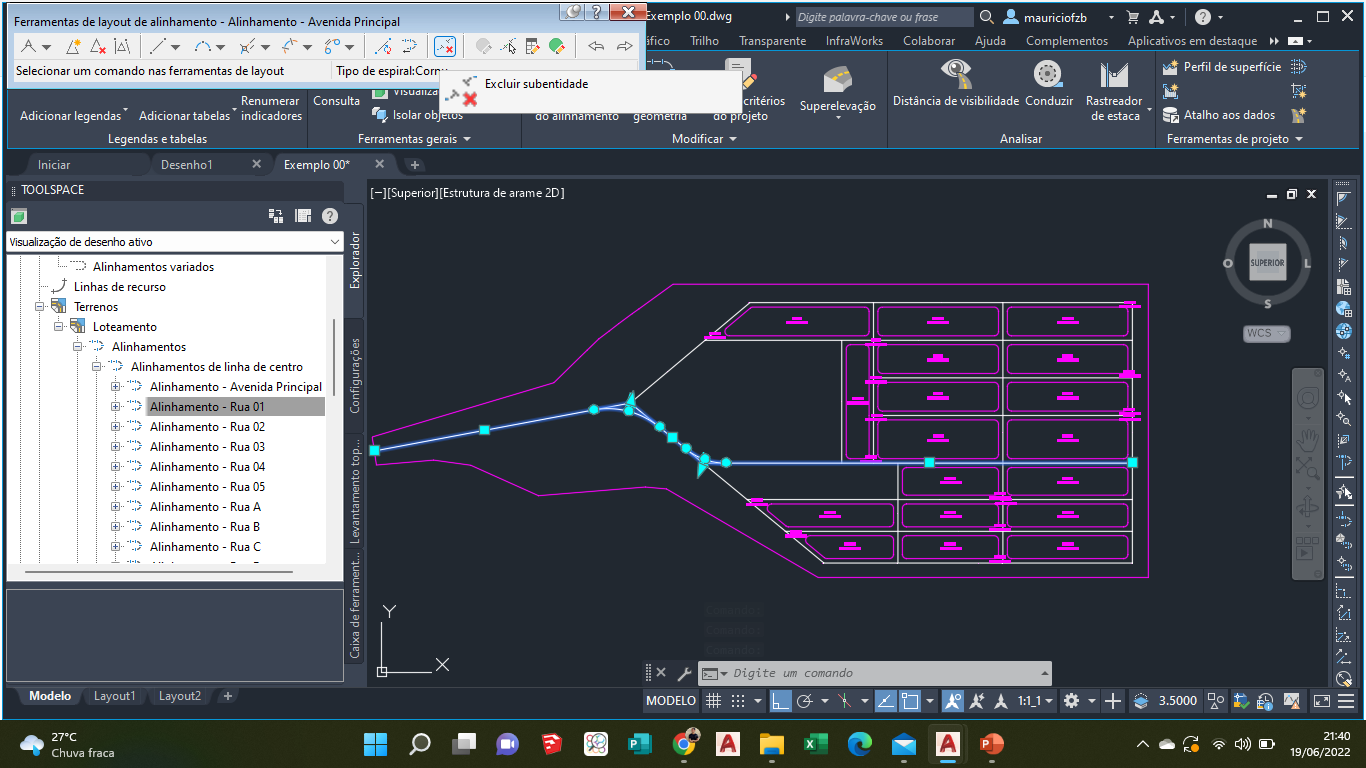 Ferramentas de layout de alinhamento - Alinhamento - Avenida Principal
Exemplo 00.dwg
Digite palavra-chave ou frase
mauriciofzb
Trilho
Transparente
InfraWorks
Colaborar
Ajuda
Complementos
Aplicativos em destaque
Selecionar um comando nas ferramentas de layout
Tipo de espiral:
Excluir subentidade
Adicionar legendas
Adicionar tabelas
Renumerar
indicadores
Consulta
Isolar objetos
do alinhamento
geometria
critérios
do projeto
Superelevação
Distância de visibilidade
Conduzir
Rastreador
de estaca
Perfil de superfície
Atalho aos dados
Legendas e tabelas
Ferramentas gerais
Modificar
Analisar
Ferramentas de projeto
Iniciar
Desenho1
Exemplo 00*
TOOLSPACE
Visualização de desenho ativo
Alinhamentos variados
Linhas de recurso
Terrenos
Loteamento
Alinhamentos
Alinhamentos de linha de centro
Alinhamento - Avenida Principal
Alinhamento - Rua 01
Alinhamento - Rua 02
Alinhamento - Rua 03
Alinhamento - Rua 04
Alinhamento - Rua 05
Alinhamento - Rua A
Alinhamento - Rua B
Alinhamento - Rua C
Explorador
Configurações
Levantamento top...
Caixa de ferrament...
[−][Superior][Estrutura de arame 2D]
N
O
SUPERIOR
L
S
WCS
Y
X
Comando:
Comando:
Comando:
Digite um comando
Modelo
Layout1
Layout2
MODELO
1:1_1
3.5000
27°C
Chuva fraca
21:40
19/06/2022